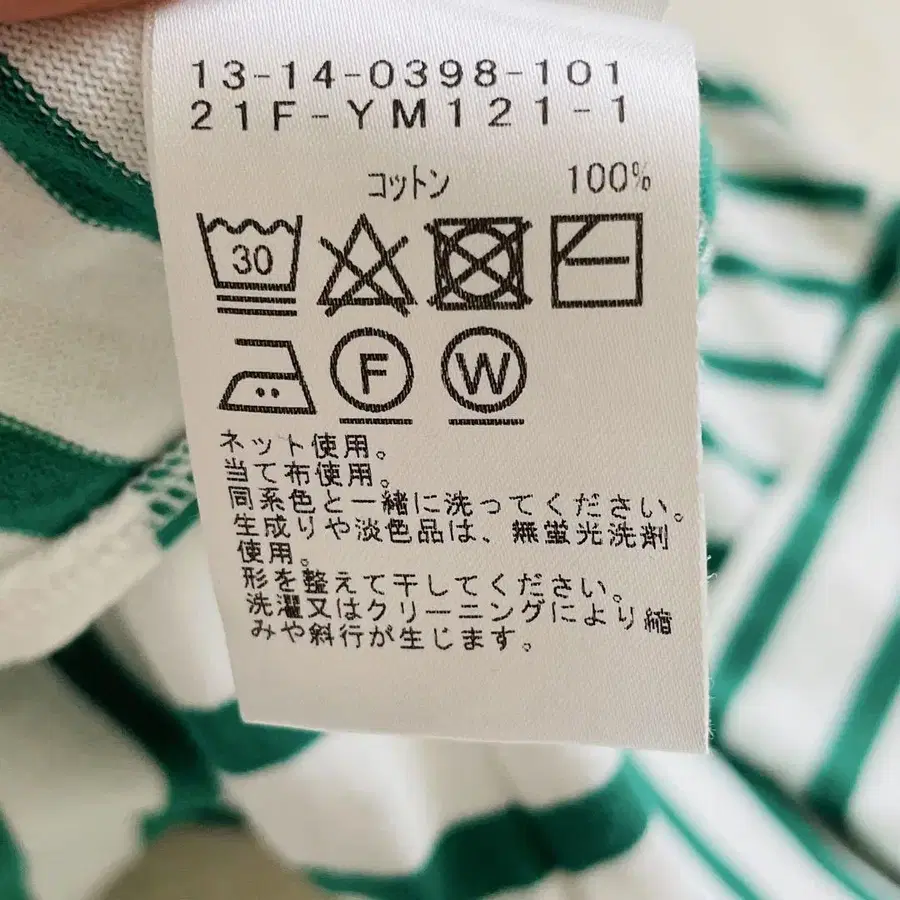 13-14-0398-101
21F-YM121-1
コットン 100%
30
F W
ネット使用。
当て布使用。
同系色と一緒に洗ってください。
生成りや淡色品は、無蛍光洗剤
使用。
形を整えて干してください。
洗濯又はクリーニングにより縮
みや斜行が生じます。